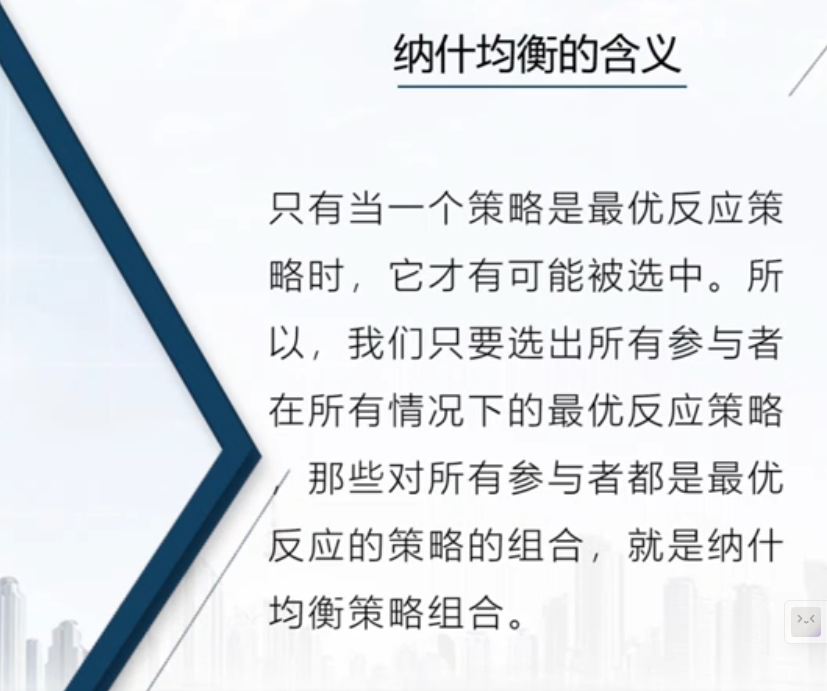 纳什均衡的含义
只有当一个策略是最优反应策
略时，它才有可能被选中。所
以，我们只要选出所有参与者
在所有情况下的最优反应策略
，那些对所有参与者都是最优
反应的策略的组合，就是纳什
均衡策略组合。